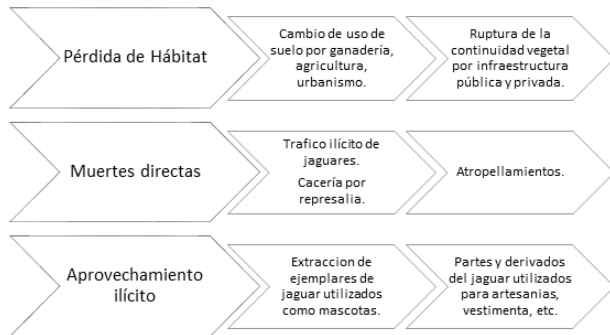 Pérdida de Hábitat
Cambio de uso de
suelo por ganadería,
agricultura,
urbanismo.
Ruptura de la
continuidad vegetal
por infraestructura
pública y privada.
Muertes directas
Trafico ilícito de
jaguares.
Cacería por
represalia.
Atropellamientos.
Aprovechamiento
ilícito
Extraccion de
ejemplares de
jaguar utilizados
como mascotas.
Partes y derivados
del jaguar utilizados
para artesanias,
vestimenta, etc.